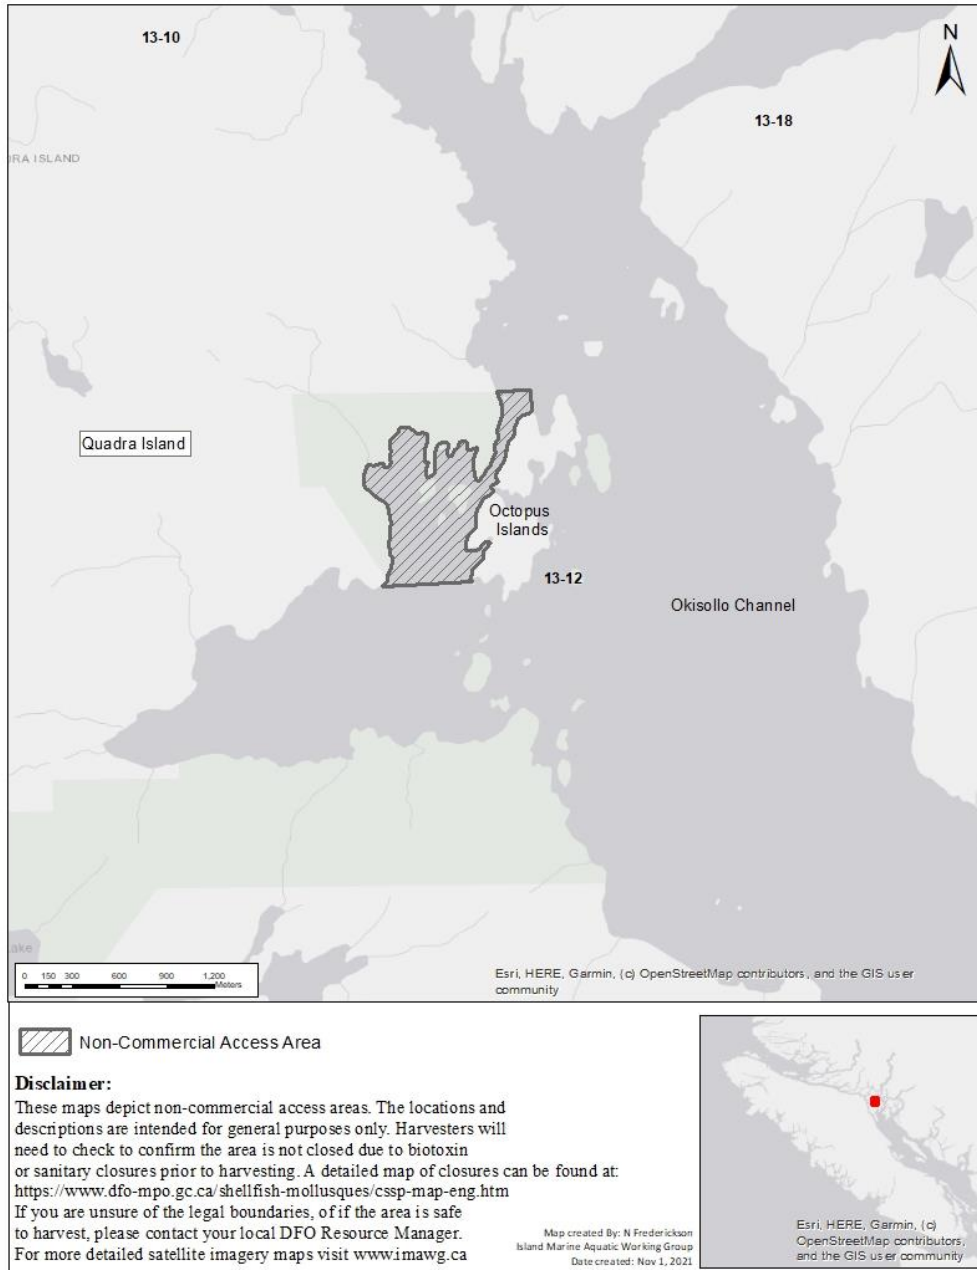 13-10
N
13-18
RA ISLAND
Quadra Island
Octopus
Islands
13-12
Okisollo Channel
ake
0 150 300 600 900 1,200
Meters
Esri, HERE, Garmin, (c) OpenStreetMap contributors, and the GIS user
community
Non-Commercial Access Area
Disclaimer:
These maps depict non-commercial access areas. The locations and
descriptions are intended for general purposes only. Harvesters will
need to check to confirm the area is not closed due to biotoxin
or sanitary closures prior to harvesting. A detailed map of closures can be found at:
https://www.dfo-mpo.gc.ca/shellfish-mollusques/cssp-map-eng.htm
If you are unsure of the legal boundaries, of if the area is safe
to harvest, please contact your local DFO Resource Manager.
For more detailed satellite imagery maps visit www.imawg.ca
Map created By: N Frederickson
Island Marine Aquatic Working Group
Date created: Nov 1, 2021
Esri, HERE, Garmin, (c)
OpenStreetMap contributors,
and the GIS user community